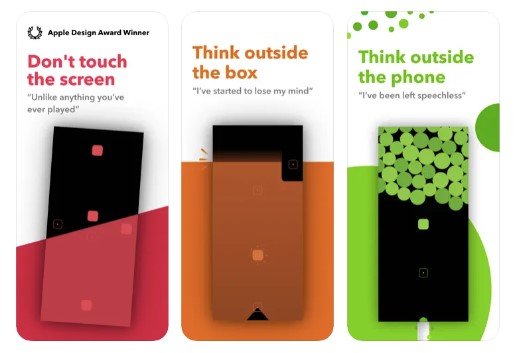 Apple Design Award Winner
Don't touch
the screen
“Unlike anything you've
ever played”
Think outside
the box
“I've started to lose my mind”
Think outside
the phone
“I've been left speechless”